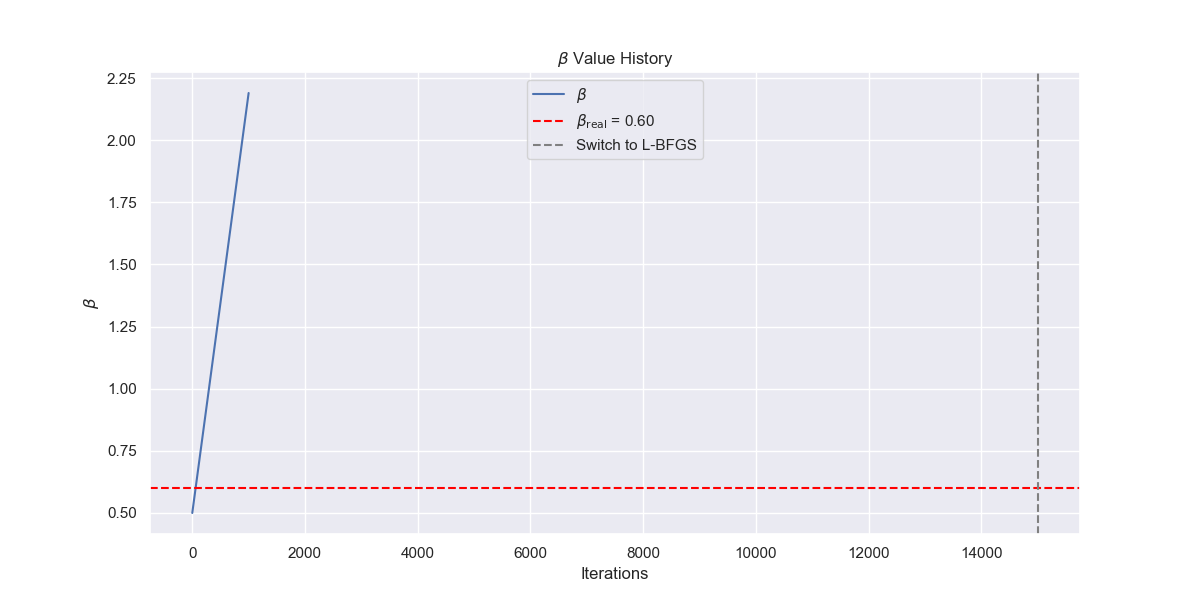 β Value History
β
β_real = 0.60
Switch to L-BFGS
2.25
2.00
1.75
1.50
1.25
1.00
0.75
0.50
β
0 2000 4000 6000 8000 10000 12000 14000
Iterations